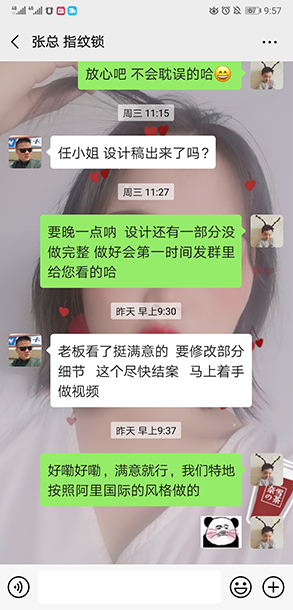 9:57
张总 指纹锁
放心吧 不会耽误的哈
周三 11:15
任小姐 设计稿出来了吗?
周三 11:27
要晚一点呐 设计还有一部分没
做完整 做好会第一时间发群里
给您看的哈
昨天 早上9:30
老板看了挺满意的 要修改部分
细节 这个尽快结案 马上着手
做视频
昨天 早上9:37
好嘞好嘞，满意就行，我们特地
按照阿里国际的风格做的